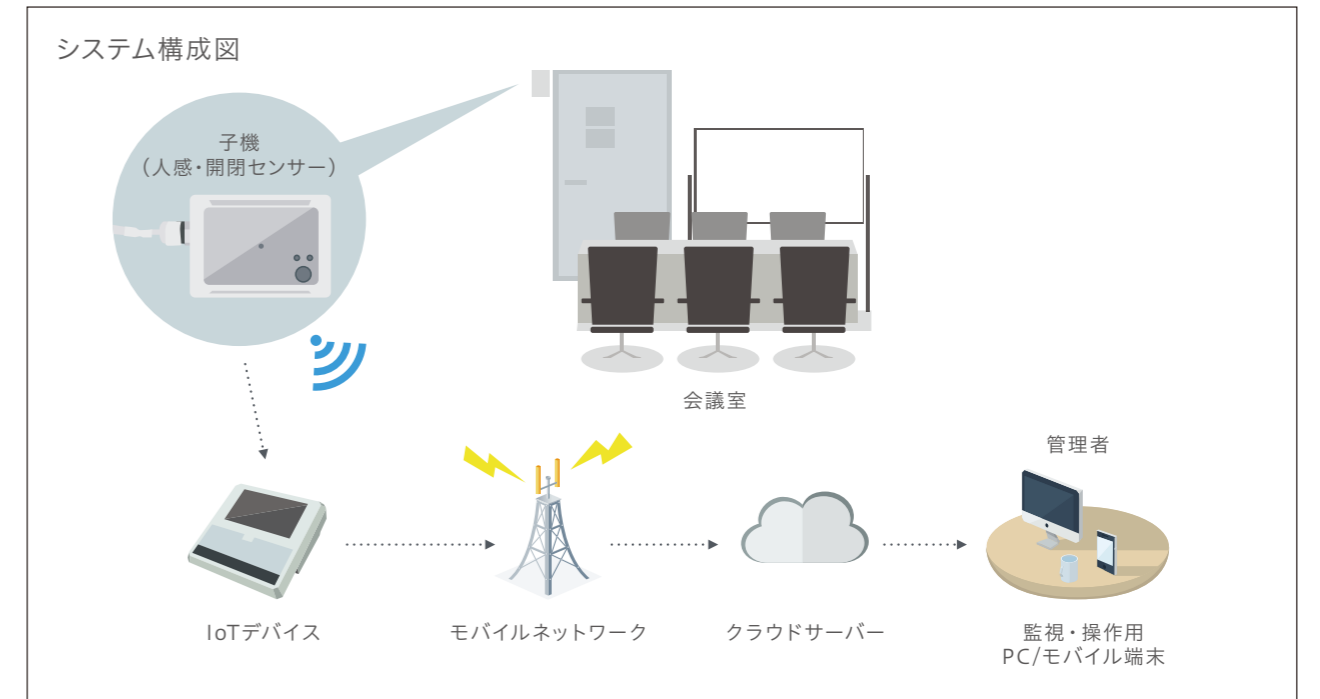 システム構成図
子機
（人感・開閉センサー）
会議室
管理者
IoTデバイス
モバイルネットワーク
クラウドサーバー
監視・操作用
PC/モバイル端末